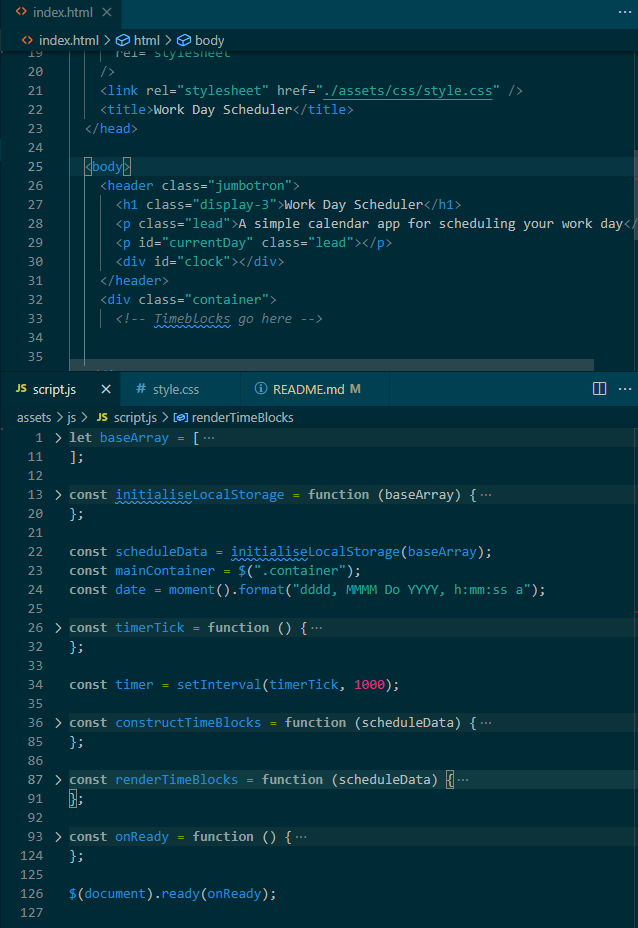 index.html
index.html > html > body
19 rel="stylesheet"
20 />
21 <link rel="stylesheet" href="./assets/css/style.css" />
22 <title>Work Day Scheduler</title>
23 </head>
24
25 <body>
26 <header class="jumbotron">
27 <h1 class="display-3">Work Day Scheduler</h1>
28 <p class="lead">A simple calendar app for scheduling your work day</
29 <p id="currentDay" class="lead"></p>
30 <div id="clock"></div>
31 </header>
32 <div class="container">
33 <!-- Timeblocks go here -->
34
35
JS script.js # style.css README.md M
assets > js > JS script.js > renderTimeBlocks
1 let baseArray = [ ···
11 ];
12
13 const initialiseLocalStorage = function (baseArray) { ···
20 };
21
22 const scheduleData = initialiseLocalStorage(baseArray);
23 const mainContainer = $(".container");
24 const date = moment().format("dddd, MMMM Do YYYY, h:mm:ss a");
25
26 const timerTick = function () { ···
32 };
33
34 const timer = setInterval(timerTick, 1000);
35
36 const constructTimeBlocks = function (scheduleData) { ···
85 };
86
87 const renderTimeBlocks = function (scheduleData) { ···
91 };
92
93 const onReady = function () { ···
124 };
125
126 $(document).ready(onReady);
127